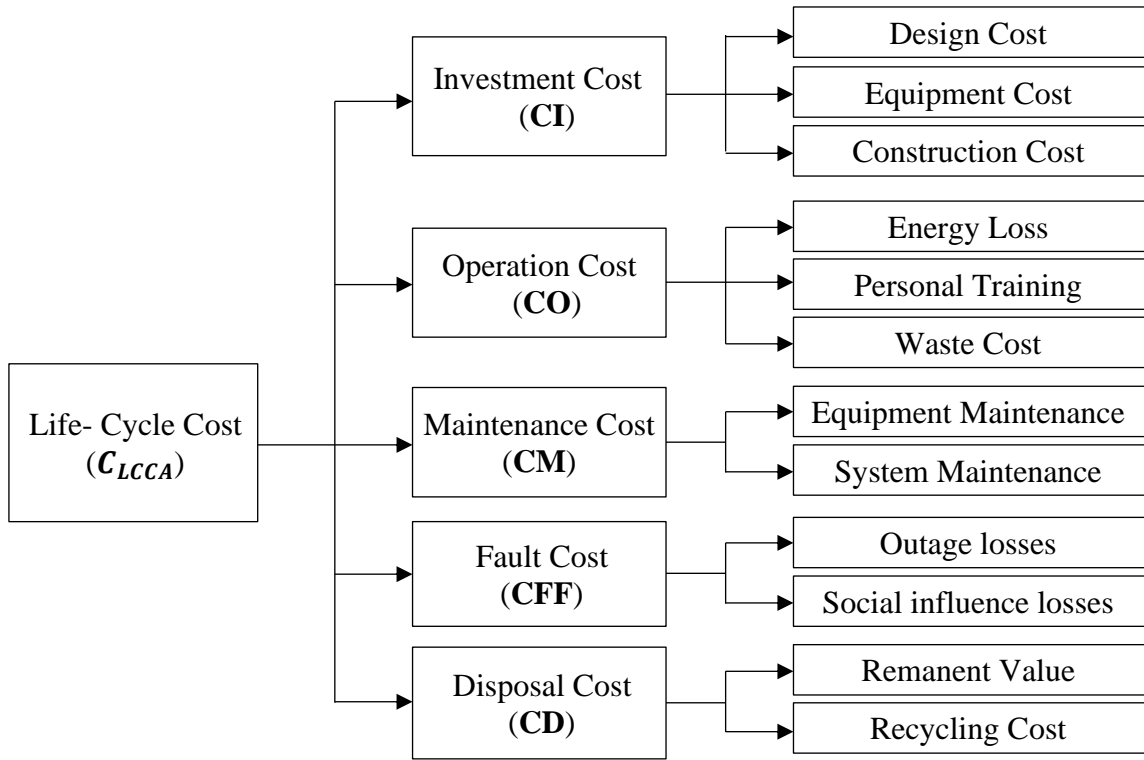 Life- Cycle Cost
(C_LCCA)
Investment Cost
(CI)
Design Cost
Equipment Cost
Construction Cost
Operation Cost
(CO)
Energy Loss
Personal Training
Waste Cost
Maintenance Cost
(CM)
Equipment Maintenance
System Maintenance
Fault Cost
(CFF)
Outage losses
Social influence losses
Disposal Cost
(CD)
Remanent Value
Recycling Cost